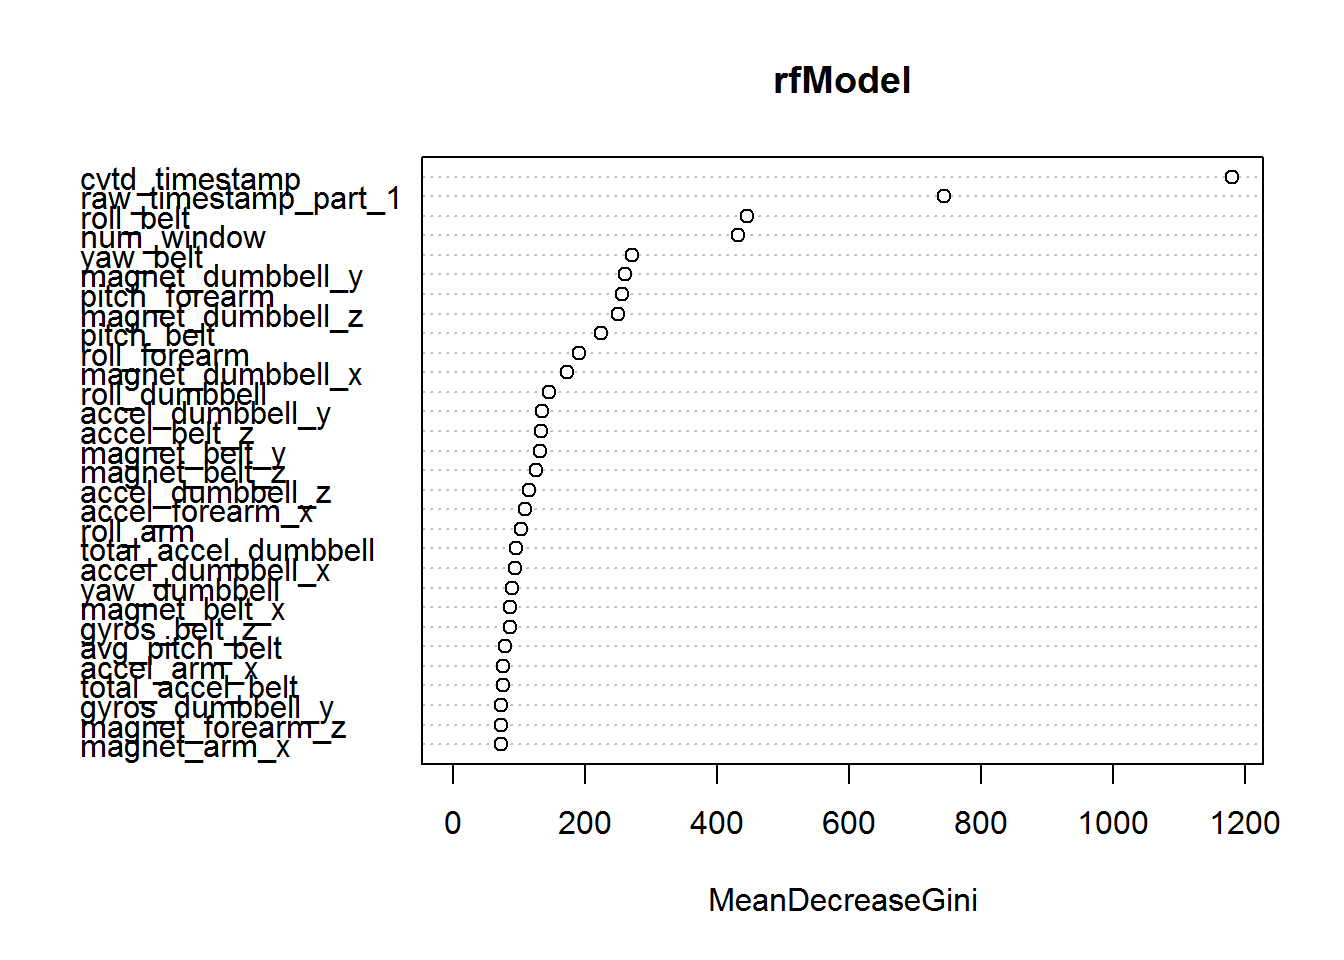 rfModel
cvtd_timestamp
raw_timestamp_part_1
roll_belt
num_window
yaw_belt
magnet_dumbbell_y
pitch_forearm
magnet_dumbbell_z
pitch_belt
roll_forearm
magnet_dumbbell_x
roll_dumbbell
accel_dumbbell_y
accel_belt_z
magnet_belt_y
magnet_belt_z
accel_dumbbell_z
accel_forearm_x
roll_arm
total_accel_dumbbell
accel_dumbbell_x
yaw_dumbbell
magnet_belt_x
gyros_belt_z
avg_pitch_belt
accel_arm_x
total_accel_belt
gyros_dumbbell_y
magnet_forearm_z
magnet_arm_x
0 200 400 600 800 1000 1200
MeanDecreaseGini